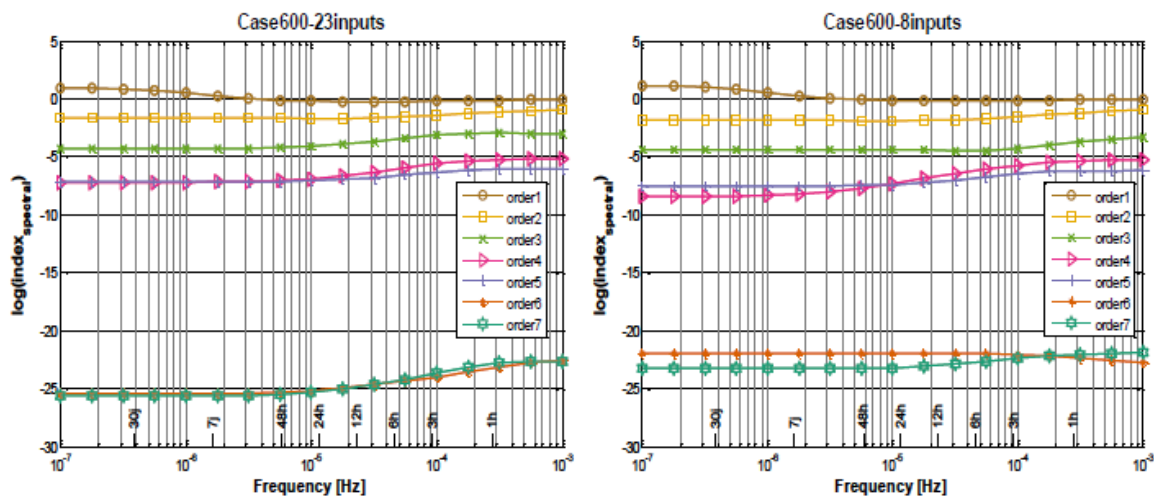 Case600-23inputs
5
0
-5
-10
-15
-20
-25
-30
log(index_spectral)
order1
order2
order3
order4
order5
order6
order7
30j
7j
48h
24h
12h
6h
3h
1h
10^-7
10^-6
10^-5
10^-4
10^-3
Frequency [Hz]
Case600-8inputs
5
0
-5
-10
-15
-20
-25
-30
log(index_spectral)
order1
order2
order3
order4
order5
order6
order7
30j
7j
48h
24h
12h
6h
3h
1h
10^-7
10^-6
10^-5
10^-4
10^-3
Frequency [Hz]